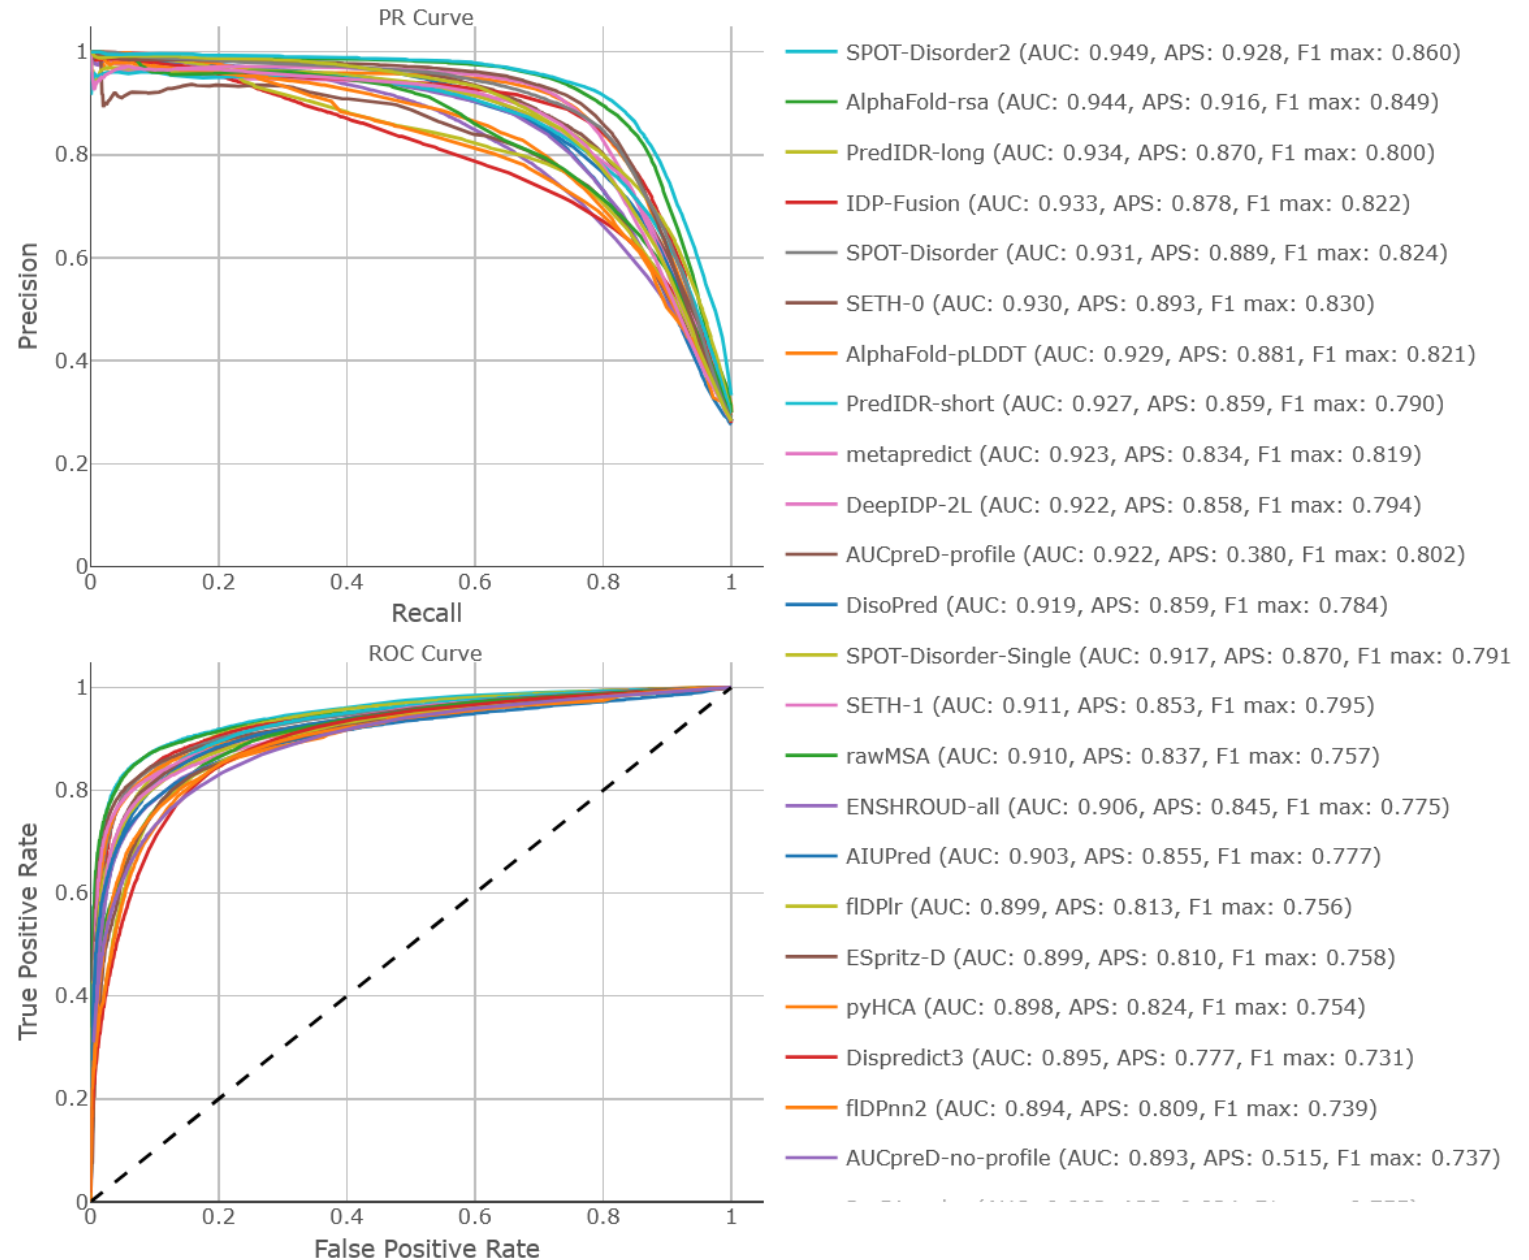 PR Curve
1
0.8
0.6
0.4
0.2
0
Precision
0
0.2
0.4
0.6
0.8
1
Recall
ROC Curve
1
0.8
0.6
0.4
0.2
0
True Positive Rate
0
0.2
0.4
0.6
0.8
1
False Positive Rate
SPOT-Disorder2 (AUC: 0.949, APS: 0.928, F1 max: 0.860)
AlphaFold-rsa (AUC: 0.944, APS: 0.916, F1 max: 0.849)
PredIDR-long (AUC: 0.934, APS: 0.870, F1 max: 0.800)
IDP-Fusion (AUC: 0.933, APS: 0.878, F1 max: 0.822)
SPOT-Disorder (AUC: 0.931, APS: 0.889, F1 max: 0.824)
SETH-0 (AUC: 0.930, APS: 0.893, F1 max: 0.830)
AlphaFold-pLDDT (AUC: 0.929, APS: 0.881, F1 max: 0.821)
PredIDR-short (AUC: 0.927, APS: 0.859, F1 max: 0.790)
metapredict (AUC: 0.923, APS: 0.834, F1 max: 0.819)
DeepIDP-2L (AUC: 0.922, APS: 0.858, F1 max: 0.794)
AUCpreD-profile (AUC: 0.922, APS: 0.380, F1 max: 0.802)
DisoPred (AUC: 0.919, APS: 0.859, F1 max: 0.784)
SPOT-Disorder-Single (AUC: 0.917, APS: 0.870, F1 max: 0.791
SETH-1 (AUC: 0.911, APS: 0.853, F1 max: 0.795)
rawMSA (AUC: 0.910, APS: 0.837, F1 max: 0.757)
ENSHROUD-all (AUC: 0.906, APS: 0.845, F1 max: 0.775)
AIUPred (AUC: 0.903, APS: 0.855, F1 max: 0.777)
flDPlr (AUC: 0.899, APS: 0.813, F1 max: 0.756)
ESpritz-D (AUC: 0.899, APS: 0.810, F1 max: 0.758)
pyHCA (AUC: 0.898, APS: 0.824, F1 max: 0.754)
Dispredict3 (AUC: 0.895, APS: 0.777, F1 max: 0.731)
flDPnn2 (AUC: 0.894, APS: 0.809, F1 max: 0.739)
AUCpreD-no-profile (AUC: 0.893, APS: 0.515, F1 max: 0.737)